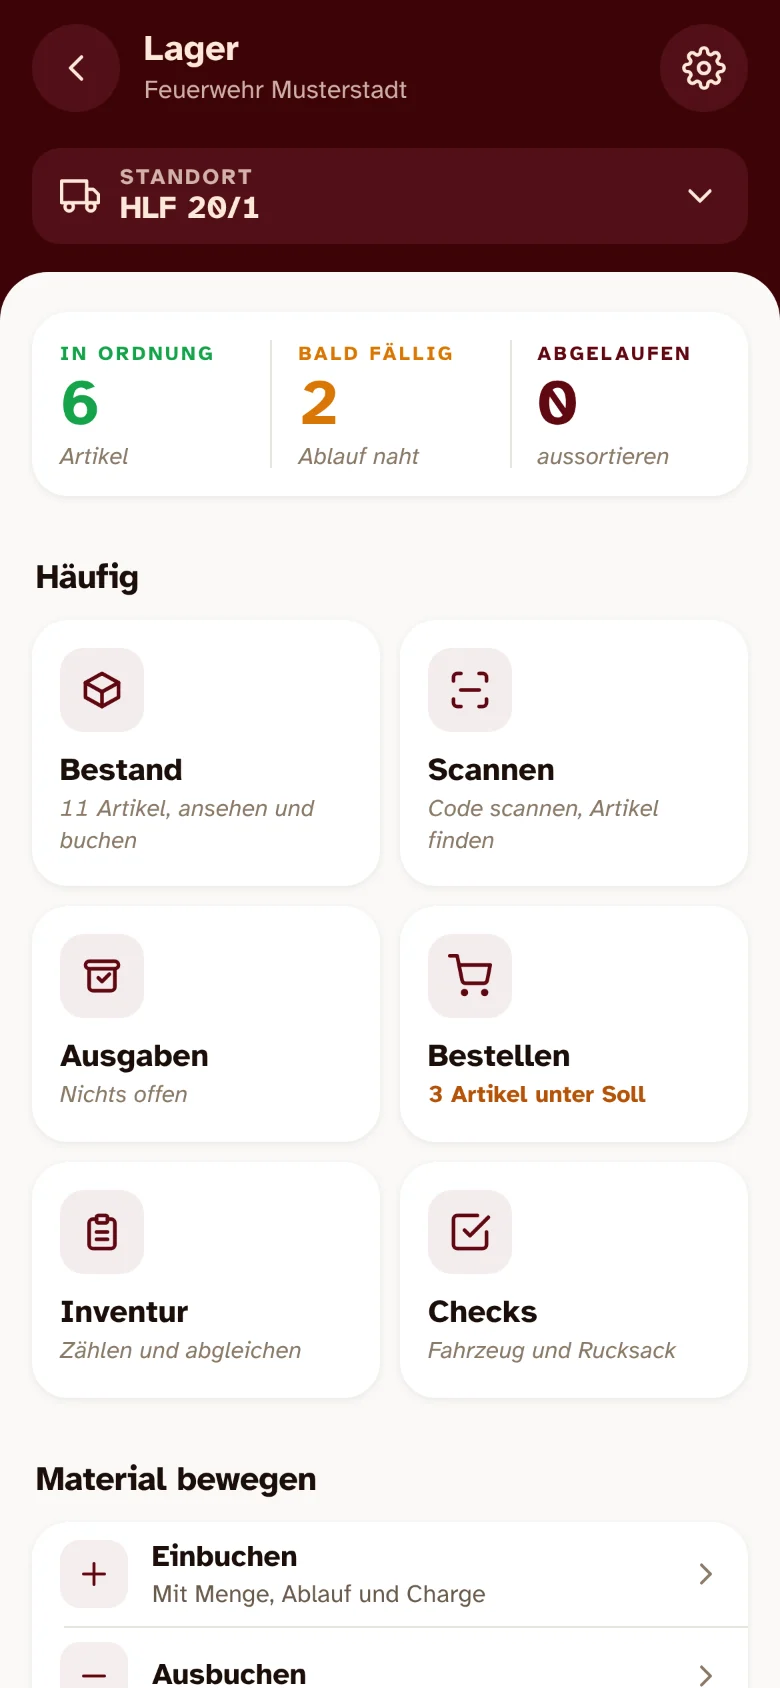 Lager
Feuerwehr Musterstadt
STANDORT
HLF 20/1
IN ORDNUNG
6
Artikel
BALD FÄLLIG
2
Ablauf naht
ABGELAUFEN
0
aussortieren
Häufig
Bestand
11 Artikel, ansehen und
buchen
Scannen
Code scannen, Artikel
finden
Ausgaben
Nichts offen
Bestellen
3 Artikel unter Soll
Inventur
Zählen und abgleichen
Checks
Fahrzeug und Rucksack
Material bewegen
Einbuchen
Mit Menge, Ablauf und Charge
Ausbuchen